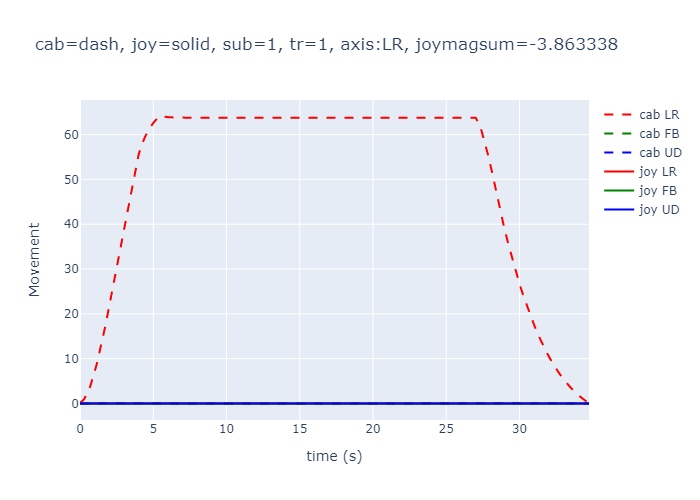 cab=dash, joy=solid, sub=1, tr=1, axis:LR, joymagsum=-3.863338
cab LR
cab FB
cab UD
joy LR
joy FB
joy UD
Movement
60
50
40
30
20
10
0
0 5 10 15 20 25 30
time (s)